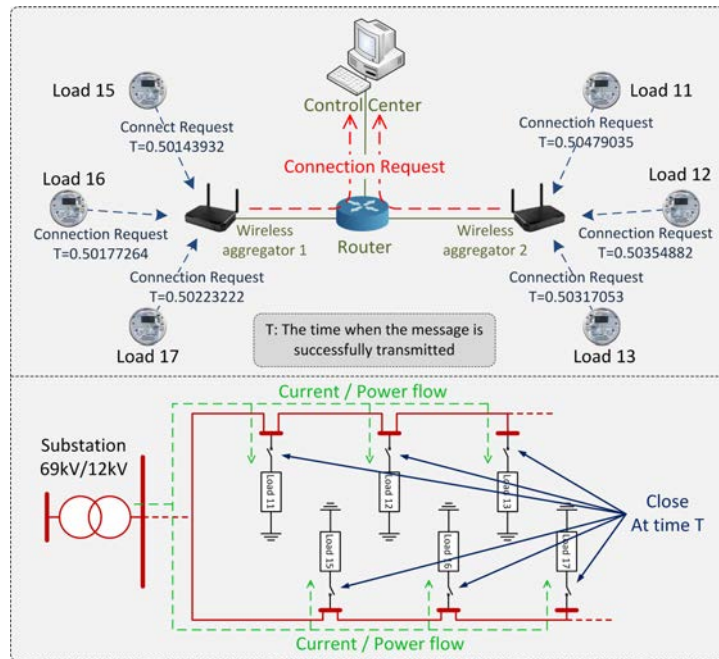 Load 15
Connect Request
T=0.50143932
Load 16
Connection Request
T=0.50177264
Connection Request
T=0.50223222
Load 17
Control Center
Connection Request
Wireless
aggregator 1
Router
Wireless
aggregator 2
Load 11
Connectioh Request
T=0.50479035
Load 12
Connection Request
T=0.50354882
Connection Request
T=0.50317053
Load 13
T: The time when the message is
successfully transmitted
Current / Power flow
Substation
69kV/12kV
Load 11
Load 12
Load 13
Close
At time T
Load 15
Load 16
Load 17
Current / Power flow